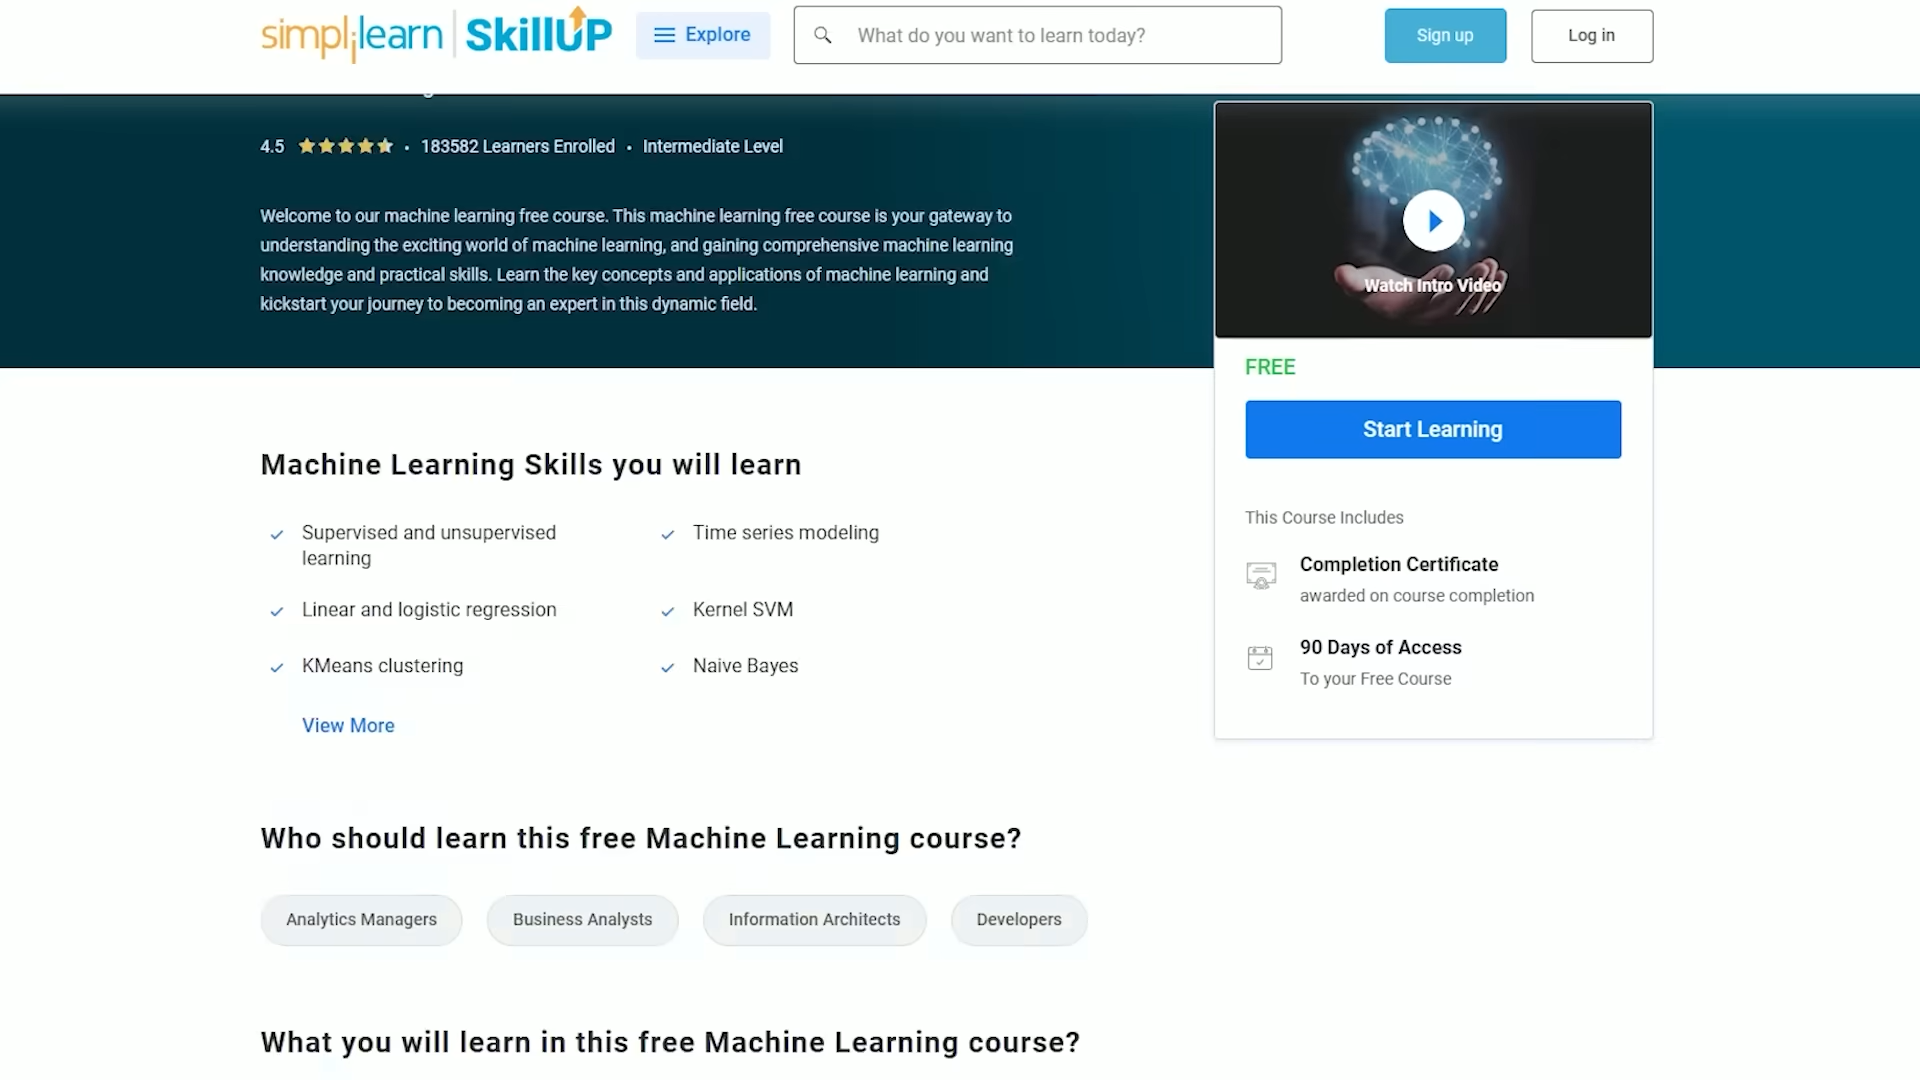 simplilearn | SkillUP
Explore
What do you want to learn today?
Sign up
Log in
4.5 • 183582 Learners Enrolled • Intermediate Level
Welcome to our machine learning free course. This machine learning free course is your gateway to
understanding the exciting world of machine learning, and gaining comprehensive machine learning
knowledge and practical skills. Learn the key concepts and applications of machine learning and
kickstart your journey to becoming an expert in this dynamic field.
Watch Intro Video
FREE
Start Learning
This Course Includes
Completion Certificate
awarded on course completion
90 Days of Access
To your Free Course
Machine Learning Skills you will learn
Supervised and unsupervised
learning
Time series modeling
Linear and logistic regression
Kernel SVM
KMeans clustering
Naive Bayes
View More
Who should learn this free Machine Learning course?
Analytics Managers
Business Analysts
Information Architects
Developers
What you will learn in this free Machine Learning course?